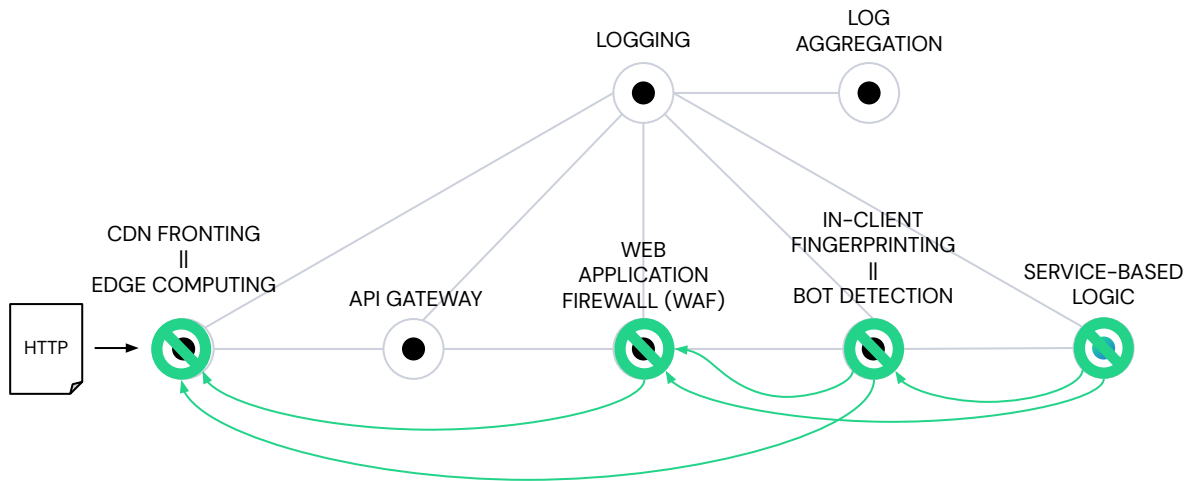 LOGGING
LOG
AGGREGATION
CDN FRONTING
||
EDGE COMPUTING
API GATEWAY
WEB
APPLICATION
FIREWALL (WAF)
IN-CLIENT
FINGERPRINTING
||
BOT DETECTION
SERVICE-BASED
LOGIC
HTTP